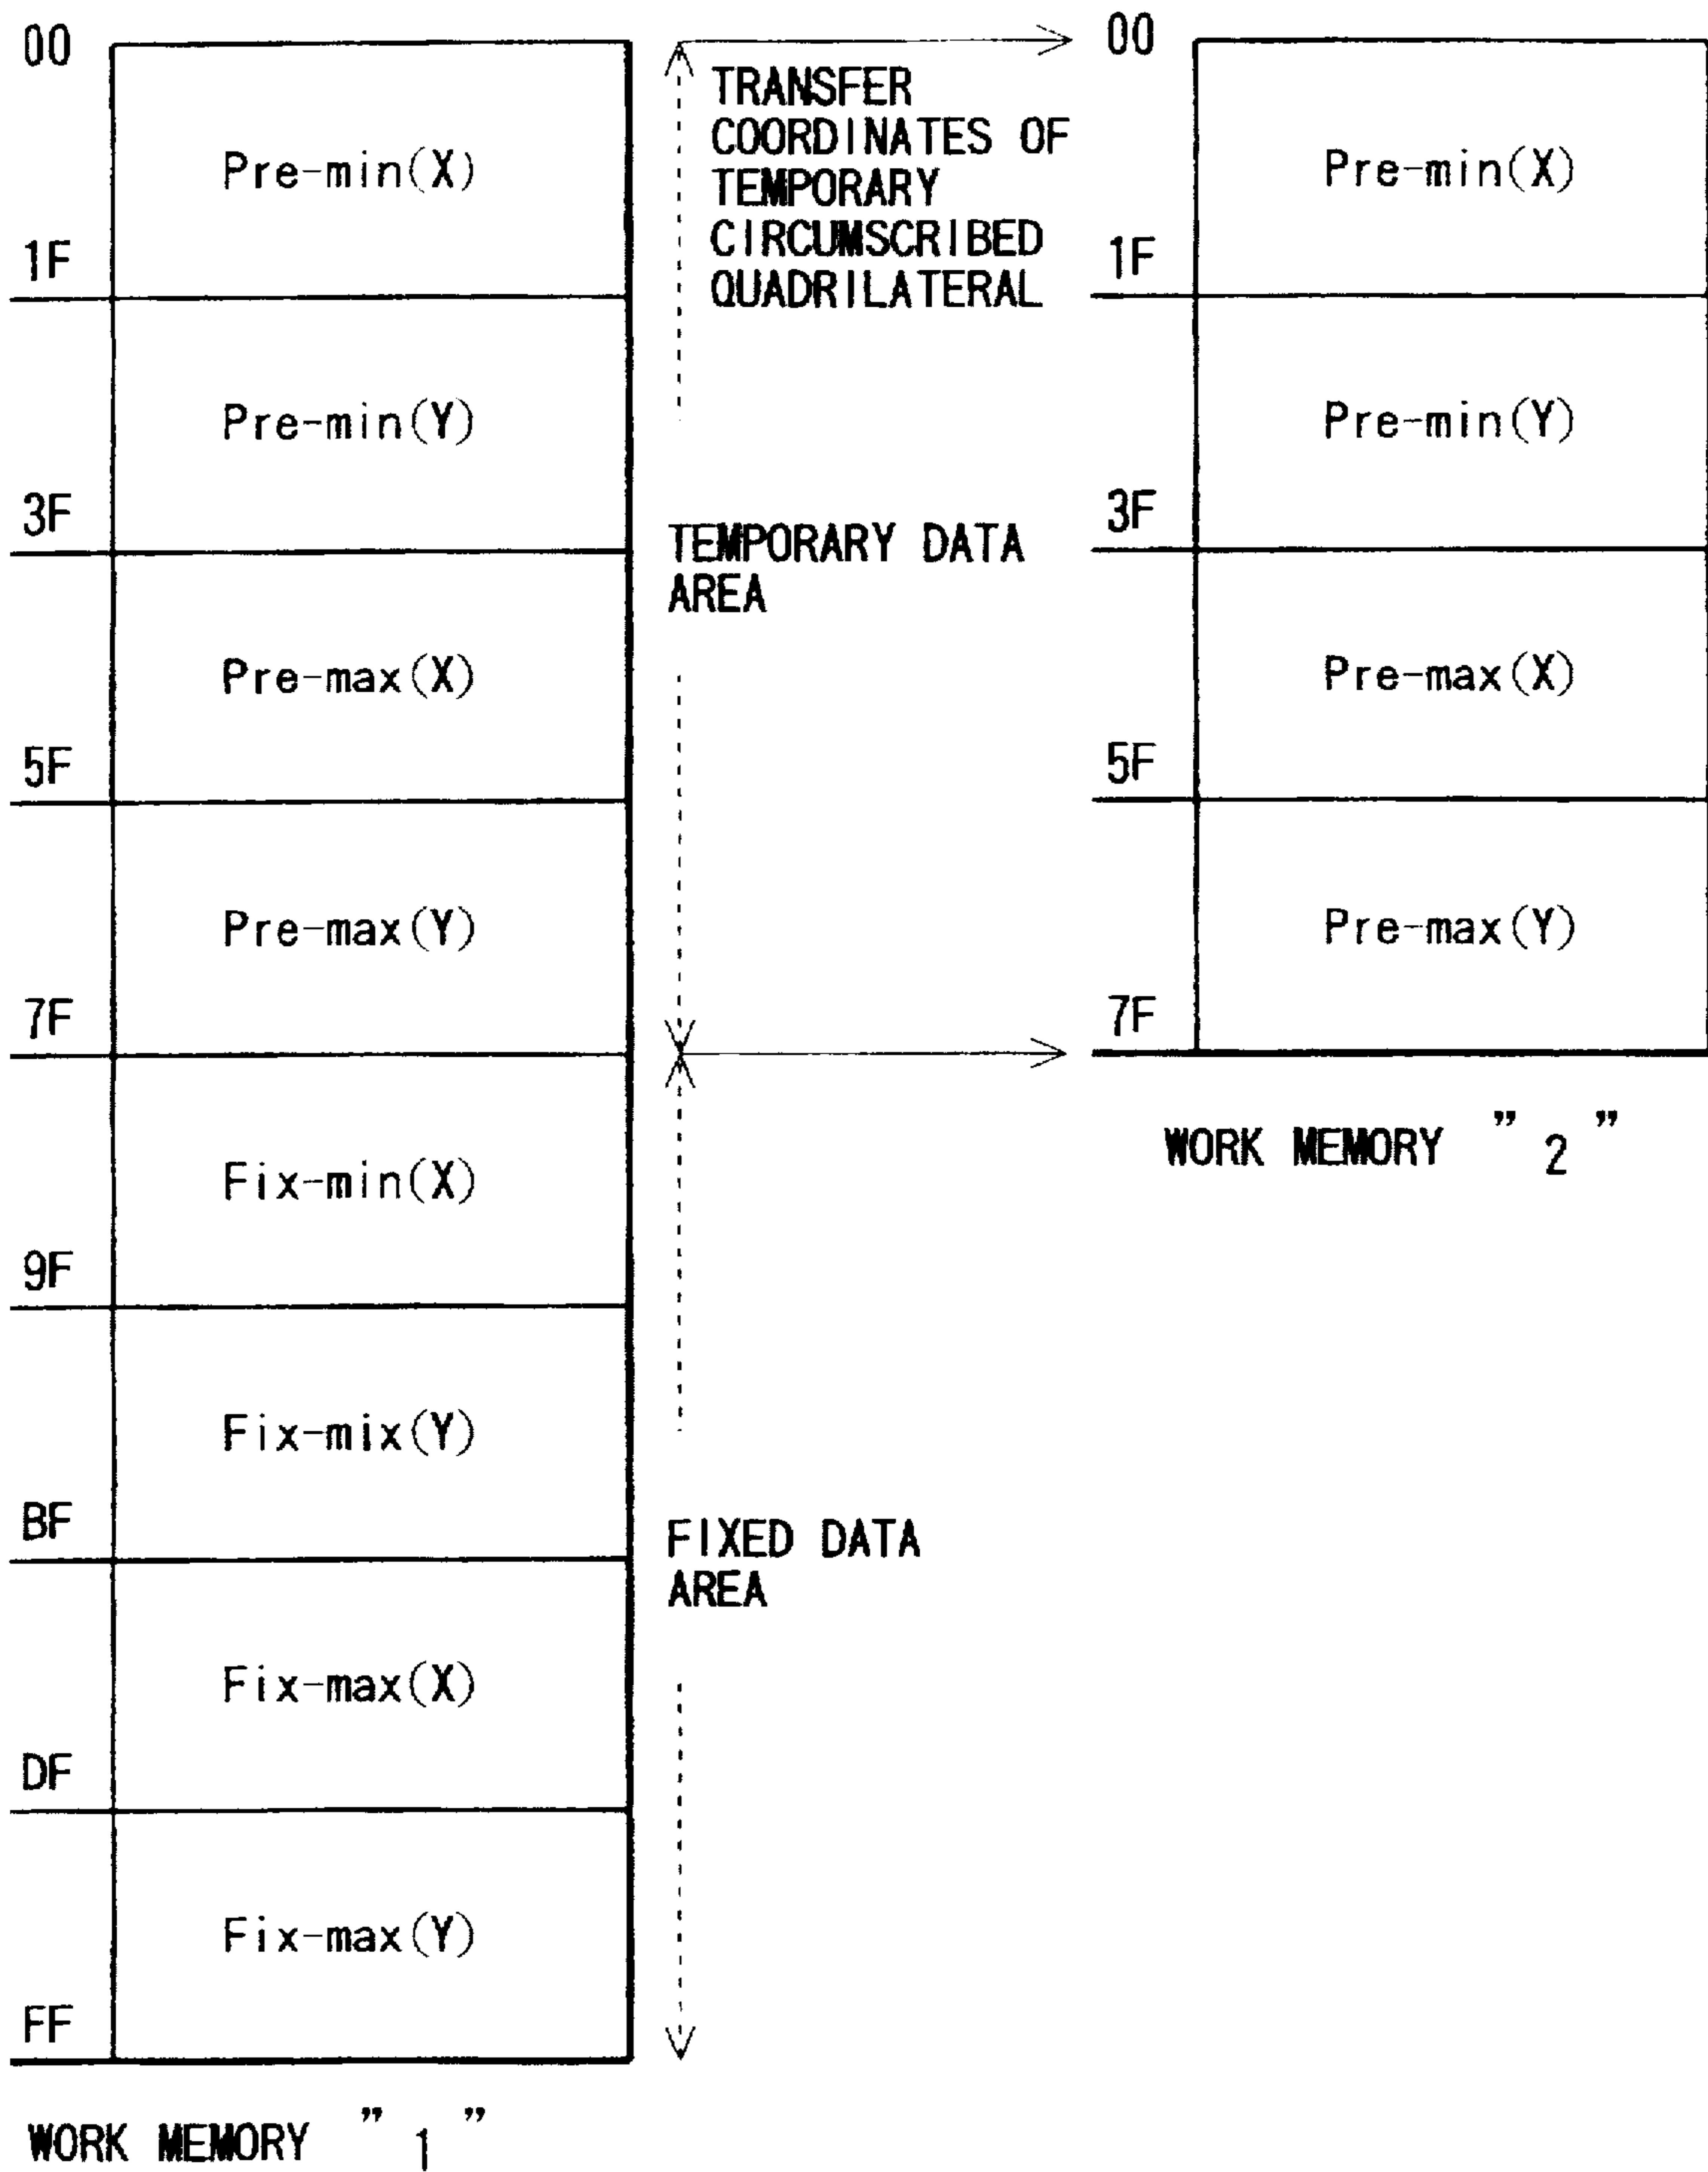 00
Pre-min(X)
1F
Pre-min(Y)
3F
Pre-max(X)
5F
Pre-max(Y)
7F
Fix-min(X)
9F
Fix-mix(Y)
BF
Fix-max(X)
DF
Fix-max(Y)
FF
WORK MEMORY ” 1 ”
TRANSFER
COORDINATES OF
TEMPORARY
CIRCUMSCRIBED
QUADRILATERAL
TEMPORARY DATA
AREA
FIXED DATA
AREA
00
Pre-min(X)
1F
Pre-min(Y)
3F
Pre-max(X)
5F
Pre-max(Y)
7F
WORK MEMORY ” 2 ”